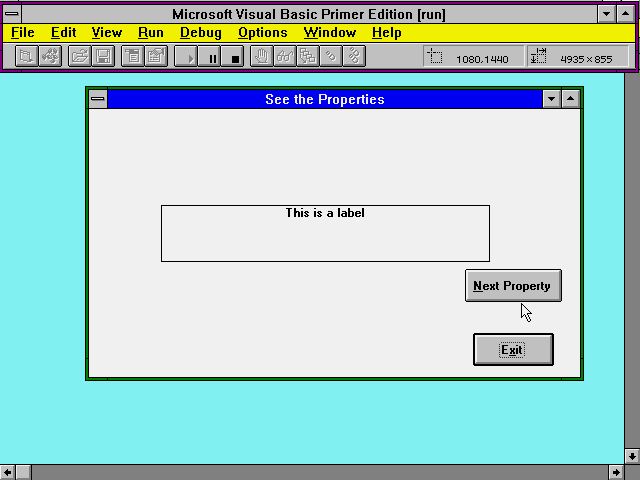 Microsoft Visual Basic Primer Edition [run]
File Edit View Run Debug Options Window Help
1080,1440 4935×855
See the Properties
This is a label
Next Property
Exit